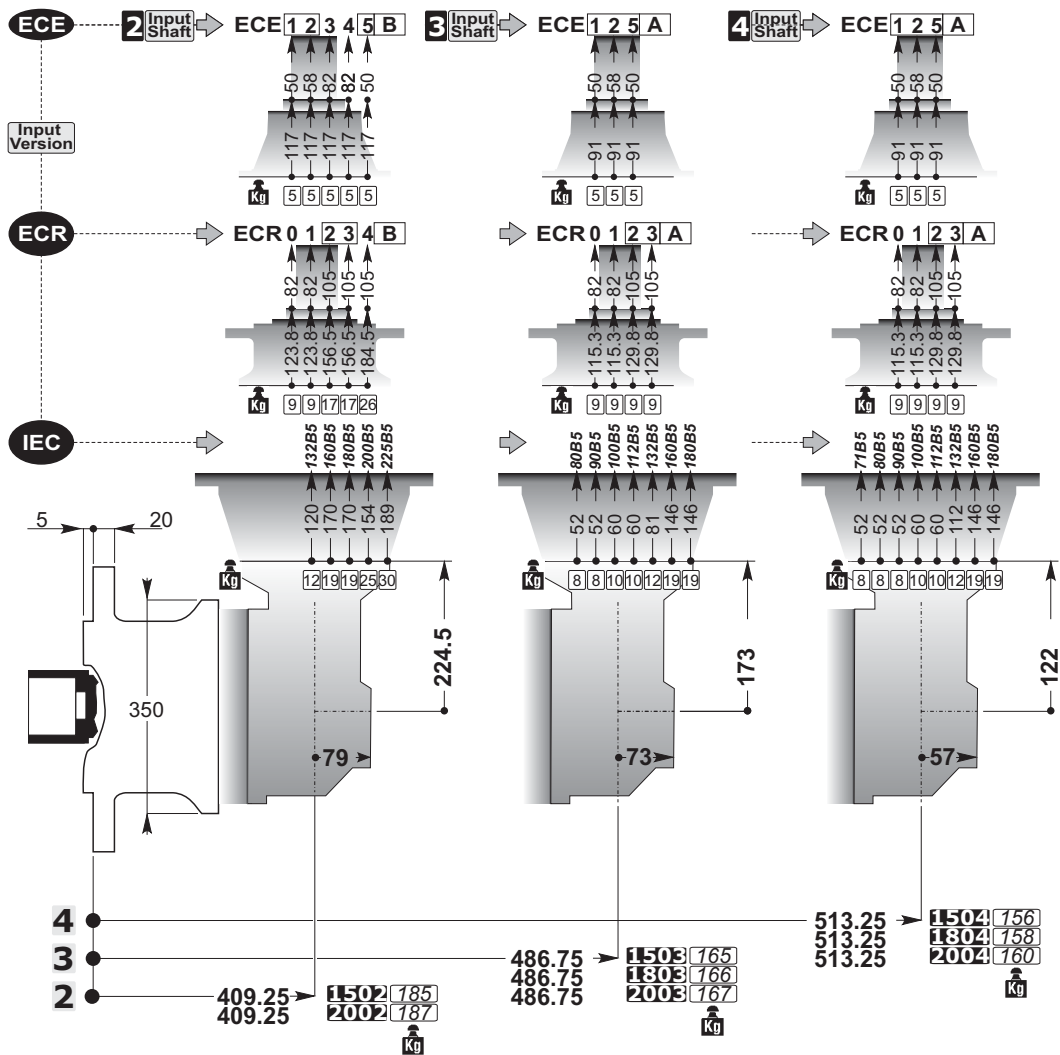 ECE 2 Input Shaft ECE 1 2 3 4 5 B 3 Input Shaft ECE 1 2 5 A 4 Input Shaft ECE 1 2 5 A
50 58 82 82 50 50 58 50 50 58 50
Input Version
117 117 117 117 117 91 91 91 91 91 91
Kg 5 5 5 5 5 Kg 5 5 5 Kg 5 5 5
ECR ECR 0 1 2 3 4 B ECR 0 1 2 3 A ECR 0 1 2 3 A
82 82 105 105 105 82 82 105 105 82 82 105 105
123.8 123.8 156.5 156.5 184.5 115.3 115.3 129.8 129.8 115.3 115.3 129.8 129.8
Kg 9 9 17 17 26 Kg 9 9 9 9 Kg 9 9 9 9
IEC 132B5 160B5 180B5 200B5 225B5 80B5 90B5 100B5 112B5 132B5 160B5 180B5 71B5 80B5 90B5 100B5 112B5 132B5 160B5 180B5
120 170 170 154 189 52 52 60 60 81 146 146 52 52 52 60 60 112 146 146
5 20
Kg 12 19 19 25 30 Kg 8 8 10 10 12 19 19 Kg 8 8 8 10 10 12 19 19
224.5 173 122
350
79 73 57
4 513.25 1504 156
513.25 1804 158
513.25 2004 160
Kg
3 486.75 1503 165
486.75 1803 166
486.75 2003 167
Kg
2 409.25 1502 185
409.25 2002 187
Kg